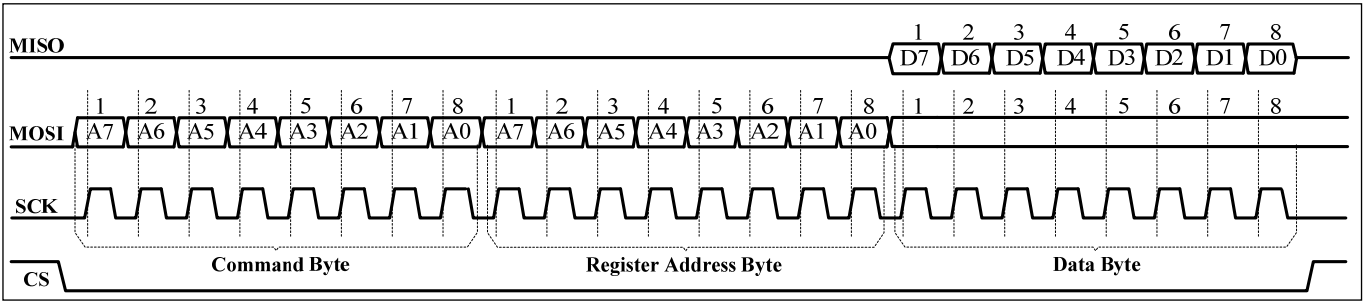 1 2 3 4 5 6 7 8
MISO D7 D6 D5 D4 D3 D2 D1 D0
1 2 3 4 5 6 7 8 1 2 3 4 5 6 7 8 1 2 3 4 5 6 7 8
MOSI A7 A6 A5 A4 A3 A2 A1 A0 A7 A6 A5 A4 A3 A2 A1 A0
SCK
Command Byte Register Address Byte Data Byte
CS